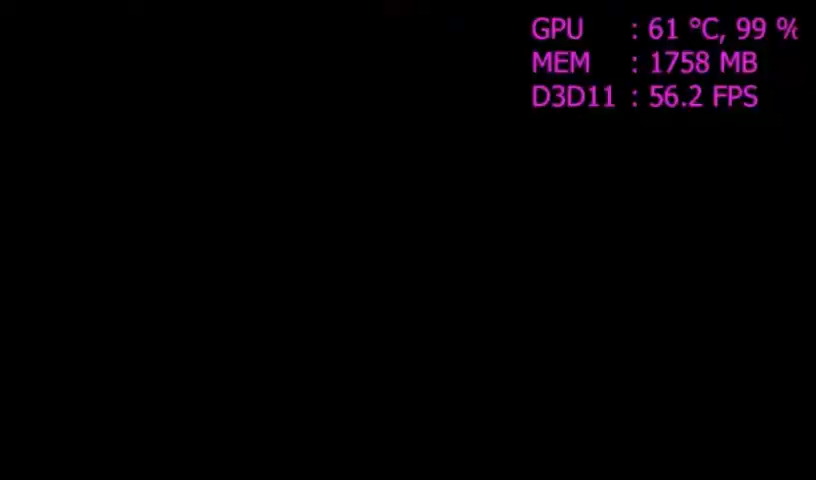 GPU : 61 °C, 99 %
MEM : 1758 MB
D3D11 : 56.2 FPS